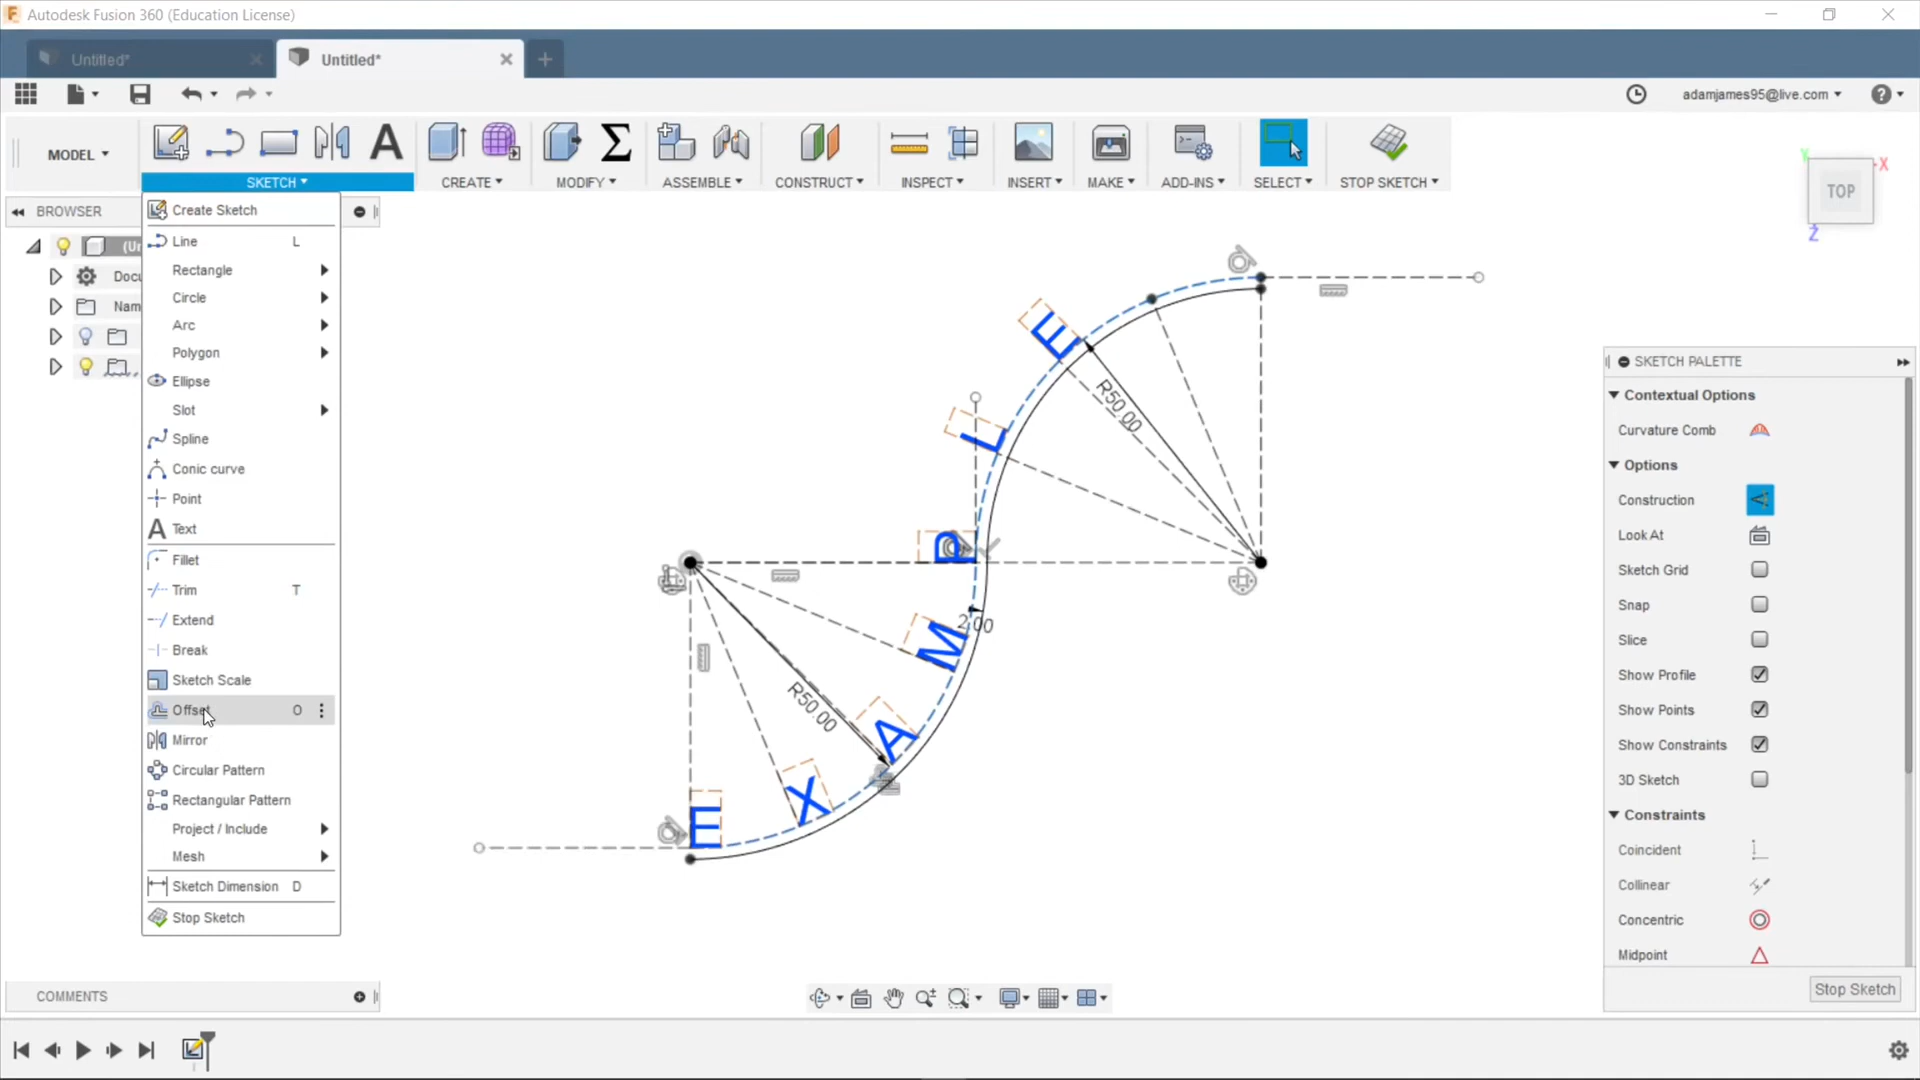 Autodesk Fusion 360 (Education License)
Untitled*
Untitled*
adamjames95@live.com
MODEL
SKETCH
CREATE
MODIFY
ASSEMBLE
CONSTRUCT
INSPECT
INSERT
MAKE
ADD-INS
SELECT
STOP SKETCH
BROWSER
(Un
Docu
Nam
Create Sketch
Line L
Rectangle
Circle
Arc
Polygon
Ellipse
Slot
Spline
Conic curve
Point
Text
Fillet
Trim T
Extend
Break
Sketch Scale
Offset O
Mirror
Circular Pattern
Rectangular Pattern
Project / Include
Mesh
Sketch Dimension D
Stop Sketch
Y
X
TOP
Z
EXAMPLE
R50.00
R50.00
2.00
SKETCH PALETTE
Contextual Options
Curvature Comb
Options
Construction
Look At
Sketch Grid
Snap
Slice
Show Profile
Show Points
Show Constraints
3D Sketch
Constraints
Coincident
Collinear
Concentric
Midpoint
Stop Sketch
COMMENTS